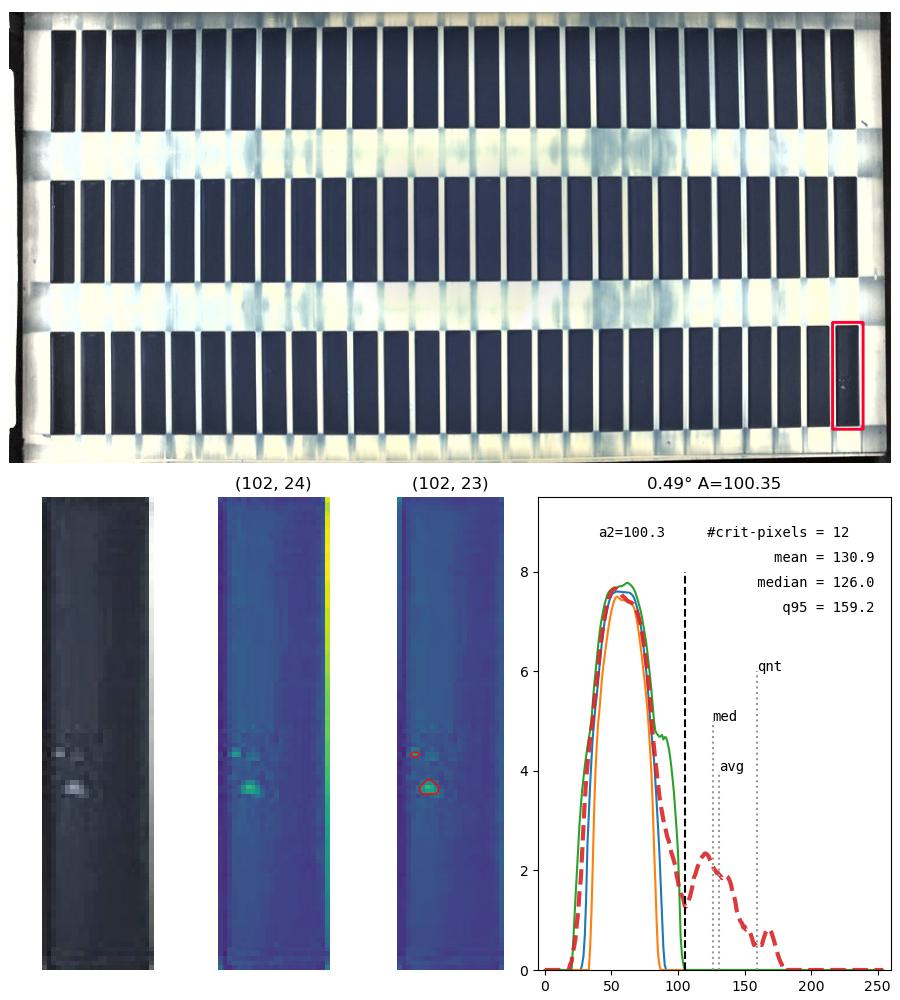 (102, 24)
(102, 23)
0.49° A=100.35
a2=100.3
#crit-pixels = 12
mean = 130.9
median = 126.0
q95 = 159.2
8
6
4
2
0
qnt
med
avg
0 50 100 150 200 250